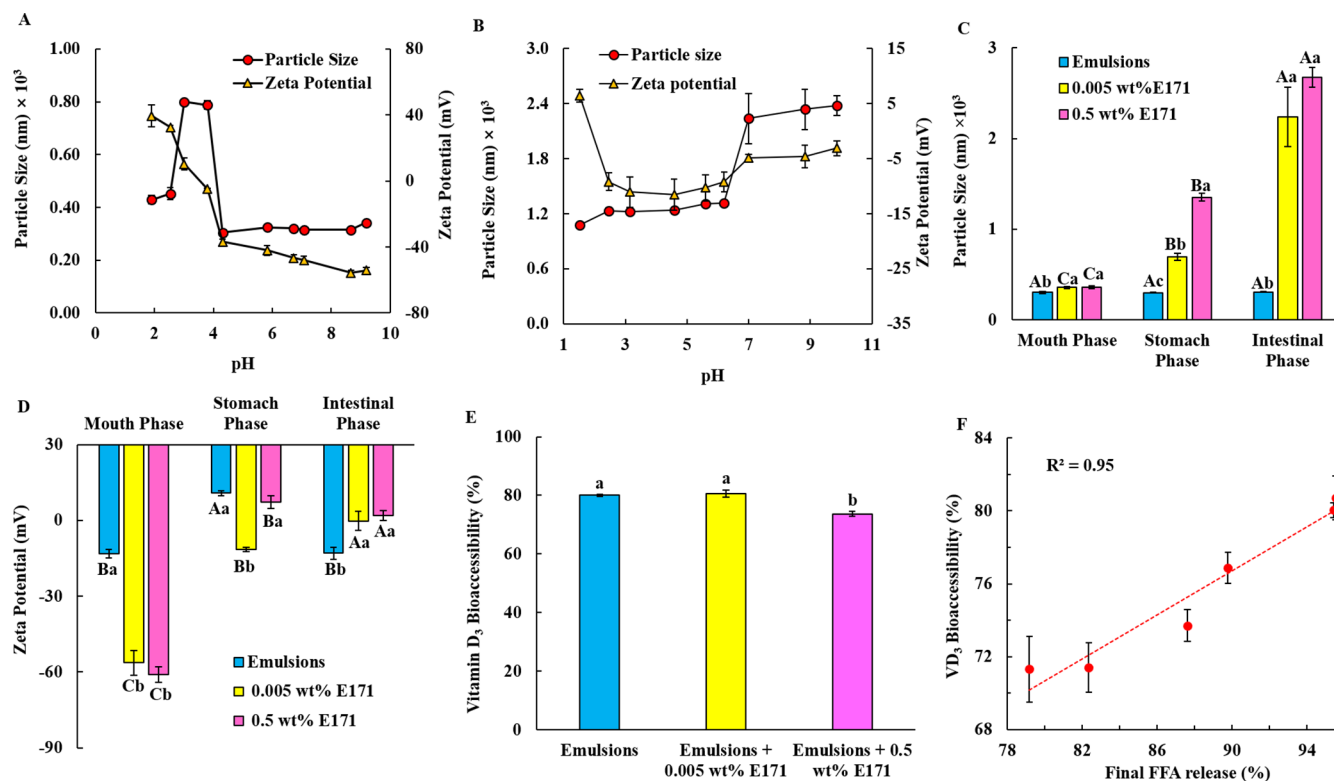 A
Particle Size (nm) × 10³
1.00
0.80
0.60
0.40
0.20
0.00
Particle Size
Zeta Potential
80
40
0
-40
-80
Zeta Potential (mV)
0 2 4 6 8 10
pH
B
Particle Size (nm) × 10³
3.0
2.4
1.8
1.2
0.6
0.0
Particle size
Zeta potential
15
5
-5
-15
-25
-35
Zeta Potential (mV)
1 3 5 7 9 11
pH
C
Particle Size (nm) ×10³
3
2
1
0
Emulsions
0.005 wt%E171
0.5 wt% E171
Ab Ca Ca
Ac Bb Ba
Ab Aa Aa
Mouth Phase
Stomach
Phase
Intestinal
Phase
D
Mouth Phase
Stomach
Phase
Intestinal
Phase
Zeta Potential (mV)
30
0
-30
-60
-90
Ba Cb Cb
Aa Bb Ba
Bb Aa Aa
Emulsions
0.005 wt% E171
0.5 wt% E171
E
Vitamin D₃ Bioaccessibility (%)
100
80
60
40
20
0
a a b
Emulsions
Emulsions +
0.005 wt% E171
Emulsions + 0.5
wt% E171
F
VD₃ Bioaccessibility (%)
84
80
76
72
68
R² = 0.95
78 82 86 90 94
Final FFA release (%)